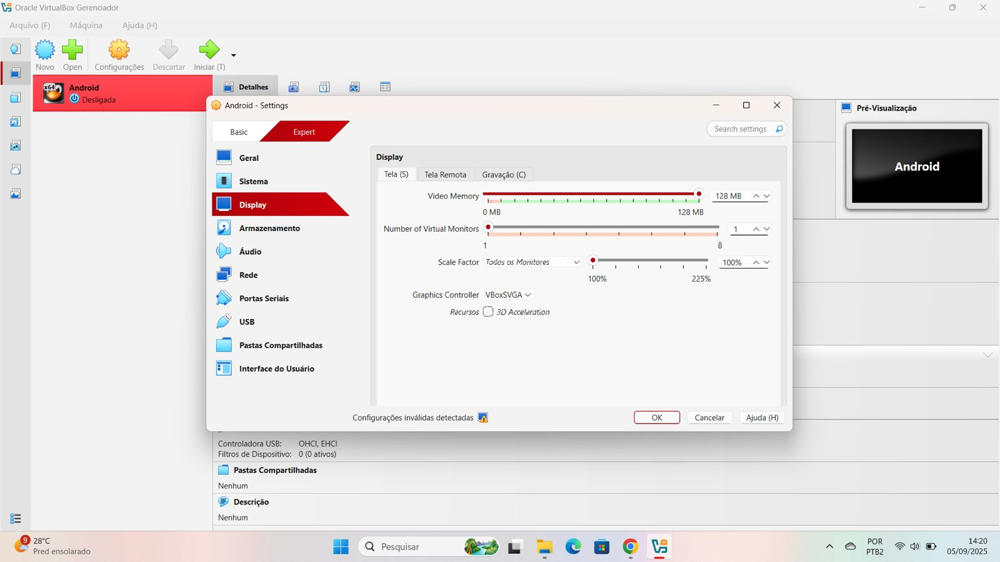 Oracle VirtualBox Gerenciador
Arquivo (F) Máquina Ajuda (H)
Novo Open Configurações Descartar Iniciar (T)
x64 Android
Desligada
Detalhes
Pré-Visualização
Android
Android - Settings
Basic Expert
Search settings
Geral
Sistema
Display
Armazenamento
Áudio
Rede
Portas Seriais
USB
Pastas Compartilhadas
Interface do Usuário
Display
Tela (S) Tela Remota Gravação (C)
Video Memory 128 MB
0 MB 128 MB
Number of Virtual Monitors 1
1 8
Scale Factor Todos os Monitores 100%
100% 225%
Graphics Controller VBoxSVGA
Recursos 3D Acceleration
Configurações inválidas detectadas
OK Cancelar Ajuda (H)
Controladora USB: OHCI, EHCI
Filtros de Dispositivo: 0 (0 ativos)
Pastas Compartilhadas
Nenhum
Descrição
Nenhum
9 28°C
Pred ensolarado
Pesquisar
POR
PTB2
14:20
05/09/2025